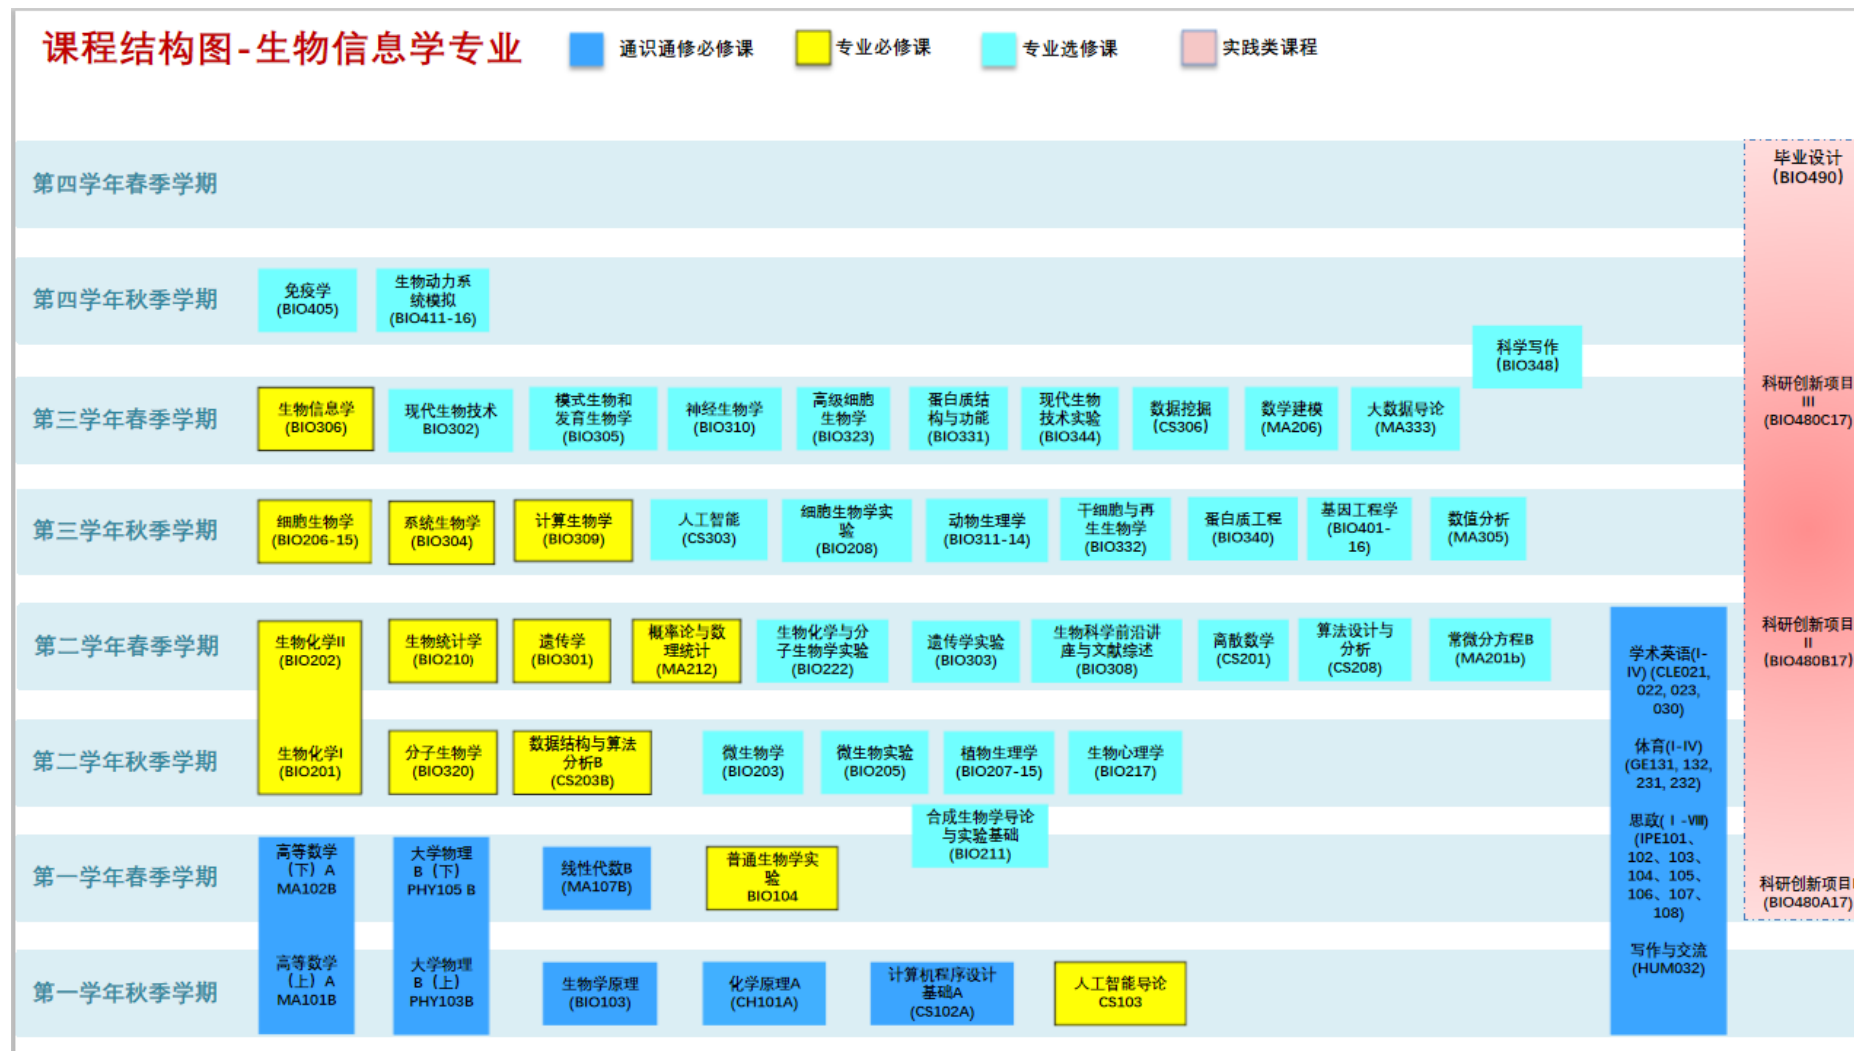 课程结构图-生物信息学专业
通识通修必修课
专业必修课
专业选修课
实践类课程
第四学年春季学期
毕业设计
(BIO490)
第四学年秋季学期
免疫学
(BIO405)
生物动力系
统模拟
(BIO411-16)
科学写作
(BIO348)
第三学年春季学期
生物信息学
(BIO306)
现代生物技术
BIO302)
模式生物和
发育生物学
(BIO305)
神经生物学
(BIO310)
高级细胞
生物学
(BIO323)
蛋白质结
构与功能
(BIO331)
现代生物
技术实验
(BIO344)
数据挖掘
(CS306)
数学建模
(MA206)
大数据导论
(MA333)
科研创新项目
III
(BIO480C17)
第三学年秋季学期
细胞生物学
(BIO206-15)
系统生物学
(BIO304)
计算生物学
(BIO309)
人工智能
(CS303)
细胞生物学实
验
(BIO208)
动物生理学
(BIO311-14)
干细胞与再
生生物学
(BIO332)
蛋白质工程
(BIO340)
基因工程学
(BIO401-
16)
数值分析
(MA305)
第二学年春季学期
生物化学II
(BIO202)
生物统计学
(BIO210)
遗传学
(BIO301)
概率论与数
理统计
(MA212)
生物化学与分
子生物学实验
(BIO222)
遗传学实验
(BIO303)
生物科学前沿讲
座与文献综述
(BIO308)
离散数学
(CS201)
算法设计与
分析
(CS208)
常微分方程B
(MA201b)
科研创新项目
II
(BIO480B17)
第二学年秋季学期
生物化学I
(BIO201)
分子生物学
(BIO320)
数据结构与算法
分析B
(CS203B)
微生物学
(BIO203)
微生物实验
(BIO205)
植物生理学
(BIO207-15)
生物心理学
(BIO217)
合成生物学导论
与实验基础
(BIO211)
学术英语(I-
IV) (CLE021,
022, 023,
030)
体育(I-IV)
(GE131, 132,
231, 232)
思政(Ⅰ-Ⅷ)
(IPE101、
102、103、
104、105、
106、107、
108)
写作与交流
(HUM032)
第一学年春季学期
高等数学
（下）A
MA102B
大学物理
B（下）
PHY105 B
线性代数B
(MA107B)
普通生物学实
验
BIO104
科研创新项目
(BIO480A17)
第一学年秋季学期
高等数学
（上）A
MA101B
大学物理
B（上）
PHY103B
生物学原理
(BIO103)
化学原理A
(CH101A)
计算机程序设计
基础A
(CS102A)
人工智能导论
CS103